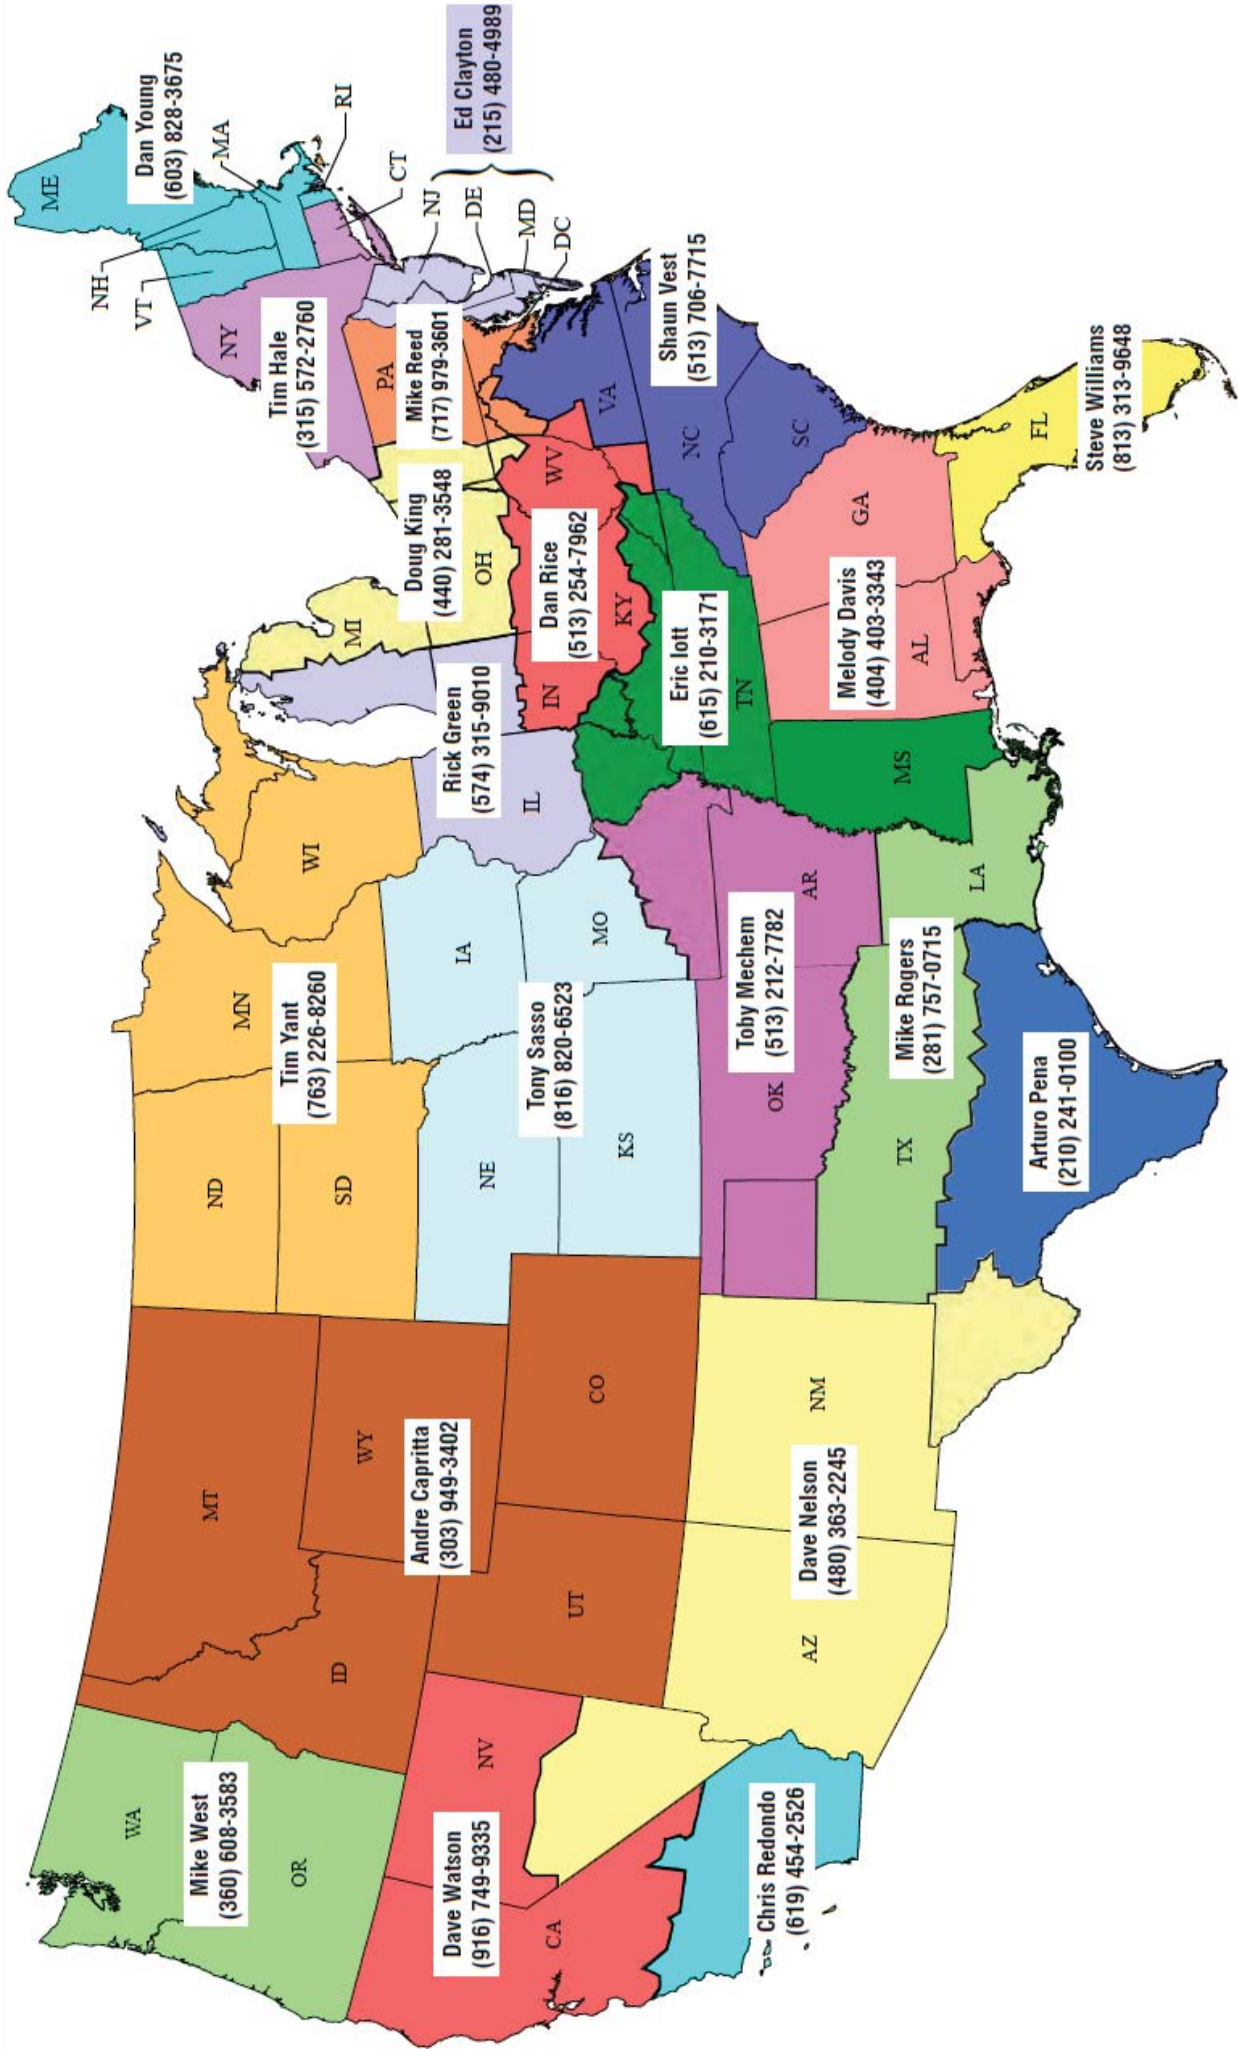 WA
Mike West
(360) 608-3583
OR
Dave Watson
(916) 749-9335
NV
CA
Chris Redondo
(619) 454-2526
MT
ID
WY
Andre Capritta
(303) 949-3402
UT
CO
AZ
Dave Nelson
(480) 363-2245
NM
ND
MN
SD
Tim Yant
(763) 226-8260
WI
NE
IA
Tony Sasso
(816) 820-6523
KS
MO
OK
Toby Mechem
(513) 212-7782
AR
TX
Mike Rogers
(281) 757-0715
LA
Arturo Pena
(210) 241-0100
MI
Rick Green
(574) 315-9010
IL
IN
Doug King
(440) 281-3548
OH
Dan Rice
(513) 254-7962
KY
WV
Eric Iott
(615) 210-3171
TN
MS
Melody Davis
(404) 403-3343
AL
GA
FL
Steve Williams
(813) 313-9648
NC
SC
VA
Shaun Vest
(513) 706-7715
PA
Mike Reed
(717) 979-3601
NY
Tim Hale
(315) 572-2760
VT
NH
ME
Dan Young
(603) 828-3675
MA
RI
CT
NJ
DE
MD
DC
Ed Clayton
(215) 480-4989